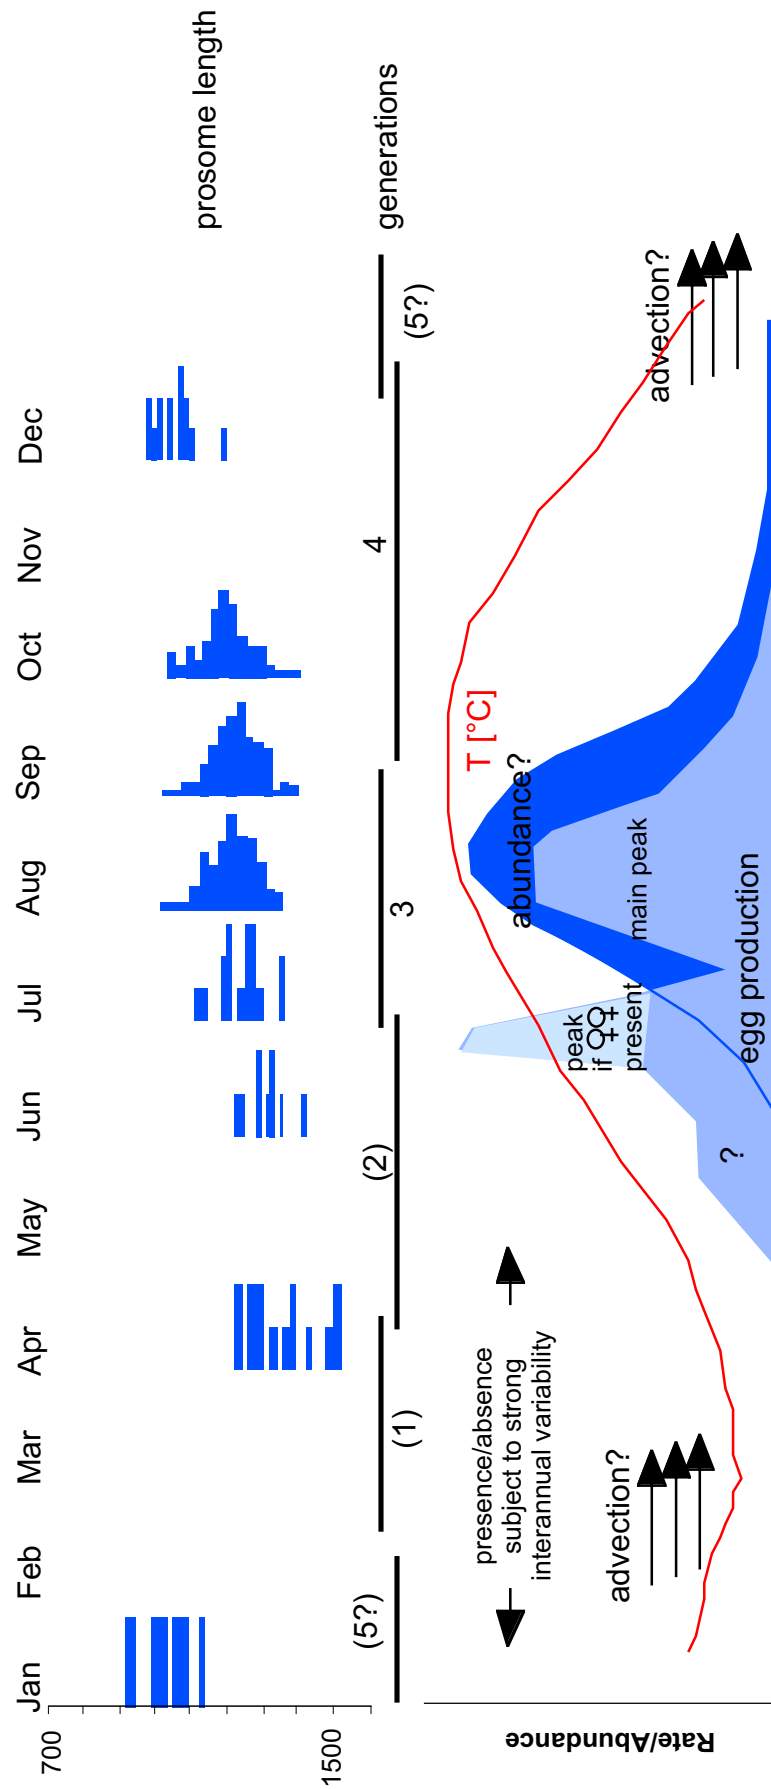 Jan Feb Mar Apr May Jun Jul Aug Sep Oct Nov Dec
700
1500
prosome length
(5?) (1) (2) 3 4 (5?)
generations
Rate/Abundance
presence/absence
subject to strong
interannual variability
advection?
?
peak
if ♀♀
present
main peak
egg production
abundance?
T [°C]
advection?